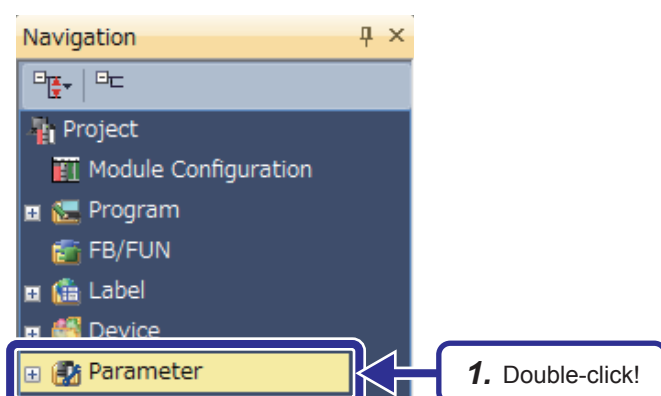 Navigation
Project
Module Configuration
Program
FB/FUN
Label
Device
Parameter
1. Double-click!